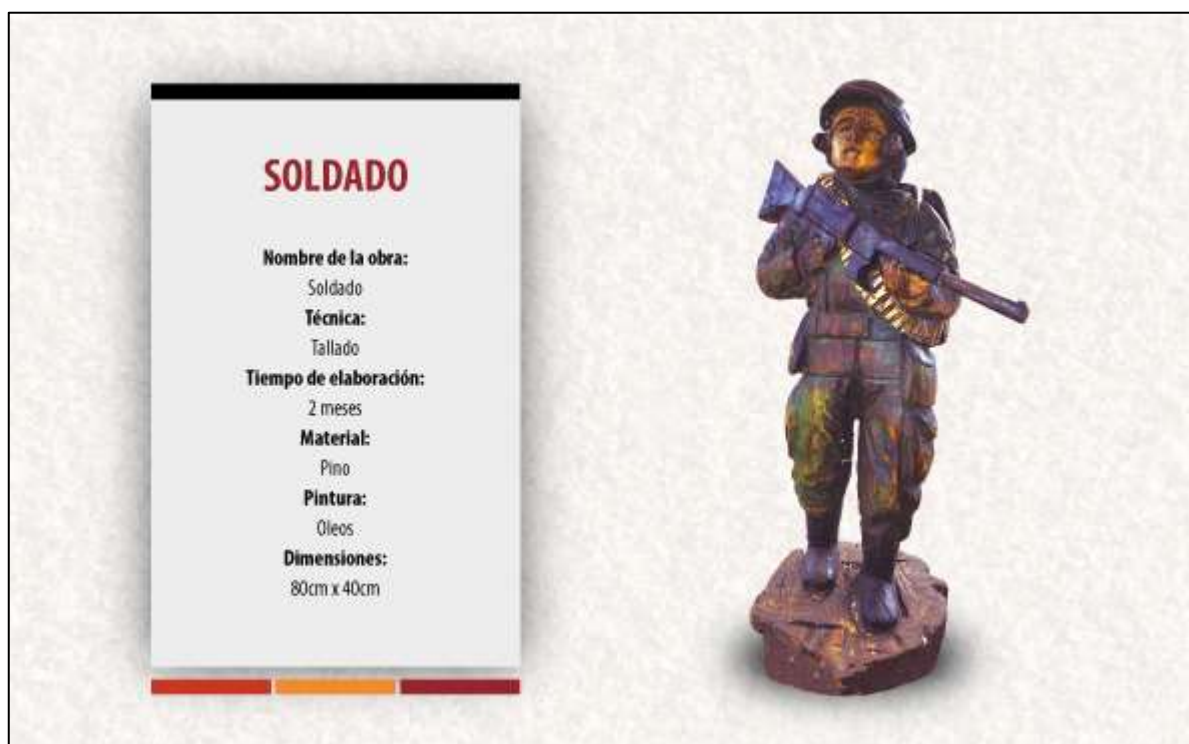 SOLDADO
Nombre de la obra:
Soldado
Técnica:
Tallado
Tiempo de elaboración:
2 meses
Material:
Pino
Pintura:
Oleos
Dimensiones:
80cm x 40cm